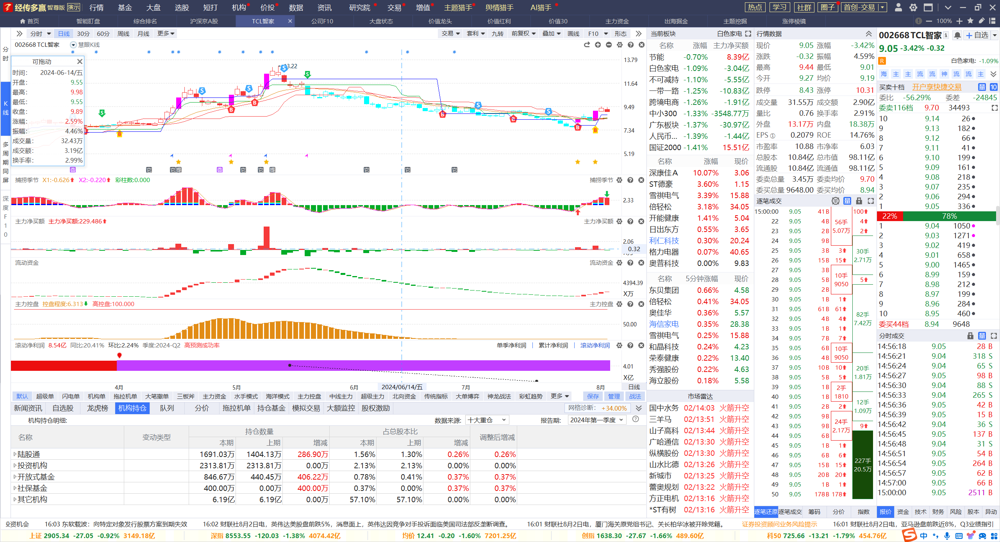 经传多赢 智尊版 演示 行情 基金 大盘 选股 短打 机构 价投 数据 资讯 研究院 交易 增值 主题猎手 舆情猎手 AI猎手 热点 学习 社群 圈子 首创-交易
首页 智能盯盘 综合排名 沪深京A股 TCL智家 公司F10 大盘状态 价值龙头 价值红利 价值30 主力资金 出海掘金 主题挖掘 涨停棱镜 100%
分时 日线 30分 60分 周线 月线 更多 交易 套利 九转 前复权 叠加 画线 F10 形态
002668 TCL智家 慧眼K线
分时
K线
多周期同屏
深度F10
可拖动
时间: 2024-06-14/五
开盘: 9.55
最高: 9.98
最低: 9.55
收盘: 9.89
涨幅: 2.59%
振幅: 4.46%
成交量: 32.43万
成交额: 3.19亿
换手率: 2.99%
13.22
13.79
11.64
9.49
7.34
5.19
捕捞季节 X1:-0.626 X2:-0.220 彩柱数:0.000 捕捞季节
2.33
主力净买额 主力净买额:229.486 主力净买额
2.06
0.32
流动资金 流动资金
4394.39
X万
主力控盘 控盘程度:6.313 高控盘:100.000 主力控盘
50.00
滚动净利润 8.54亿 同比:20.41% 环比:2.24% 季度:2024-Q2 高预测成功率 单季净利润 累计净利润 滚动净利润
4.01
X亿
4月 5月 6月 2024/06/14/五 7月 8月 日线
默认 超级单 闪电单 机构单 拖拉机单 大笔撤单 三板斧 主力资金 水手模式 海洋模式 主力控盘 中线主力 超级主力 北向资金 传统指标 大单博弈 神龙战法 彩虹趋势 更多 保存 管理 战法
新闻资讯 自选股 龙虎榜 机构持仓 队列 分价 拖拉机单 持仓基金 模拟交易 大额监控 股权激励 网格诊断: +34.00%
机构持仓明细: 数据来源: 十大重仓 报告期: 2024年第一季度
名称 变动类型 持仓数量 占总股本比 调整后增减
本期 上期 增减 本期 上期 增减
陆股通 1691.03万 1404.13万 286.90万 1.56% 1.30% 0.26% 0.26%
投资机构 2313.81万 2313.81万 0.00万 2.13% 2.13% 0.00% 0.00%
开放式基金 846.67万 440.45万 406.22万 0.78% 0.41% 0.37% 0.37%
社保基金 400.00万 0.00万 400.00万 0.37% 0.00% 0.37% 0.37%
其它机构 6.19亿 6.19亿 0.00万 57.10% 57.10% 0.00% 0.00%
当前板块 白色家电
名称 涨幅 主力净买额
节能 -0.70% 8.39亿
白色家电 -1.09% -3.04亿
不可减持 -1.10% -5.55亿
一带一路 -1.25% -10.83亿
跨境电商 -1.26% -1.91亿
中小300 -1.33% -3548.77万
广东板块 -1.37% -30.97亿
人民币... -1.39% -1.44亿
国证2000 -1.41% 15.51亿
名称 涨幅 现价
深康佳A 10.07% 3.06
ST德豪 3.60% 1.15
雪祺电气 3.39% 15.88
倍轻松 3.18% 34.05
开能健康 1.41% 5.04
日出东方 0.55% 3.65
利仁科技 0.30% 20.24
格力电器 0.07% 40.65
奥普科技 0.00% 9.83
名称 5分钟涨幅 现价
东贝集团 0.66% 4.58
倍轻松 0.41% 34.05
奥佳华 0.36% 5.57
海信家电 0.35% 28.38
雪祺电气 0.25% 15.88
和晶科技 0.24% 4.23
荣泰健康 0.22% 13.40
秀强股份 0.22% 4.63
海立股份 0.18% 5.58
市场雷达
国中水务 02/14:03 火箭升空
三羊马 02/13:51 火箭升空
山子高科 02/13:44 火箭升空
广哈通信 02/13:30 火箭升空
纵横股份 02/13:30 火箭升空
山水比德 02/13:26 火箭升空
新城市 02/13:25 火箭升空
蕾奥规划 02/13:22 火箭升空
方正电机 02/13:16 火箭升空
*ST有树 02/13:16 火箭升空
行情数据
现价 9.05 涨幅 -3.42%
涨跌 -0.32 振幅 4.59%
最高 9.44 最低 9.01
今开 9.27 均价 9.19
跌停 8.43 涨停 10.31
成交量 31.55万 成交额 2.90亿
量比 0.76 换手率 2.91%
外盘 13.17万 内盘 18.38万
EPS① 0.2079 ROE 14.76%
市盈率 10.88 市净率 6.03
总股本 10.84亿 总市值 98.11亿
流通股 10.84亿 流通值 98.11亿
委卖总量 3.45万 委卖均价 9.70
委买总量 9648.00 委买均价 8.94
逐笔成交 单 量
15:00:00 9.05 41B 100
22 9.05 4B 4
23 9.05 2B 2
24 9.05 9B
25 9.05 3B 3
26 9.05 15B 15
27 9.05 3B
28 9.05 5B 5
29 9.05 2B
30 9.05 1B 1
31 9.05 61B 61
32 9.05 4B 4
33 9.05 1B 1
34 9.05 7B 7
35 9.05 6B
36 9.05 4B
37 9.05 10B 10
38 9.05 5B 5
39 9.05 1B
40 9.05 1B
41 9.05 2B 2
42 9.05 9B
43 9.05 9B 9
44 9.05 6B
45 9.05 1B 1
46 9.05 6B 6
47 9.05 15B 15
48 9.05 20B 20
49 9.05 1B 1
50 9.05 178B 178
56手
5.07万
10手
9050
10手
9050
2手
1810
24手
2.17万
30手
2.71万
82手
7.42万
20手
1.81万
12手
1.09万
227手
20.5万
逐笔还原 逐笔成交 筹码 分价 指数
002668 TCL智家 自选
9.05 -3.42% -0.32
R 白色家电: -1.09%
海 主 主 流 流 神 流 流 主
买卖十档 开户享快捷交易 量 10
委比 -56.29% 委差 -24845
委卖116档 9.70 34493
10 9.14 26
9 9.13 182
8 9.12 66
7 9.11 41
6 9.10 199
5 9.09 161
4 9.08 218
3 9.07 235
2 9.06 294
1 9.05 336
22% 78%
1 9.04 1050
2 9.03 1271
3 9.02 419
4 9.01 658
5 9.00 1465
6 8.99 159
7 8.98 212
8 8.97 199
9 8.96 284
10 8.95 460
委买44档 8.94 9648
分时成交 量
14:56:18 9.05 28 B
14:56:21 9.04 318 S
14:56:24 9.04 65 S
14:56:27 9.05 98 B
14:56:30 9.04 88 S
14:56:33 9.04 265 S
14:56:36 9.05 42 B
14:56:39 9.05 15 B
14:56:42 9.04 36 S
14:56:45 9.05 137 B
14:56:48 9.04 31 S
14:56:51 9.05 54 B
14:56:54 9.05 264 B
14:56:57 9.05 62 B
14:57:00 9.05 66 B
15:00:00 9.05 2511 B
报价 资金 技术 财务 风险 股本 异动
投资机会 16:03 东软载波：向特定对象发行股票方案到期失效 16:02 财联社8月2日电，英伟达美股盘前跌5%，消息面上，英伟达因竞争对手投诉面临美国司法部反垄断调查。 16:01 财联社8月2日电，厦门海关原党组书记、关长柏华冰被开除党籍。 证券投资顾问业务风险提示 16:01 财联社8月2日电，亚马逊盘前跌近8%，Q3业绩指引
上证 2905.34 -27.05 -0.92% 3149.18亿 深指 8553.55 -120.03 -1.38% 4074.42亿 均价 12.41 -0.20 -1.60% 7201.25亿 创指 1638.30 -27.67 -1.66% 489.60亿 科50 725.66 -13.21 -1.79% 454.76亿 中